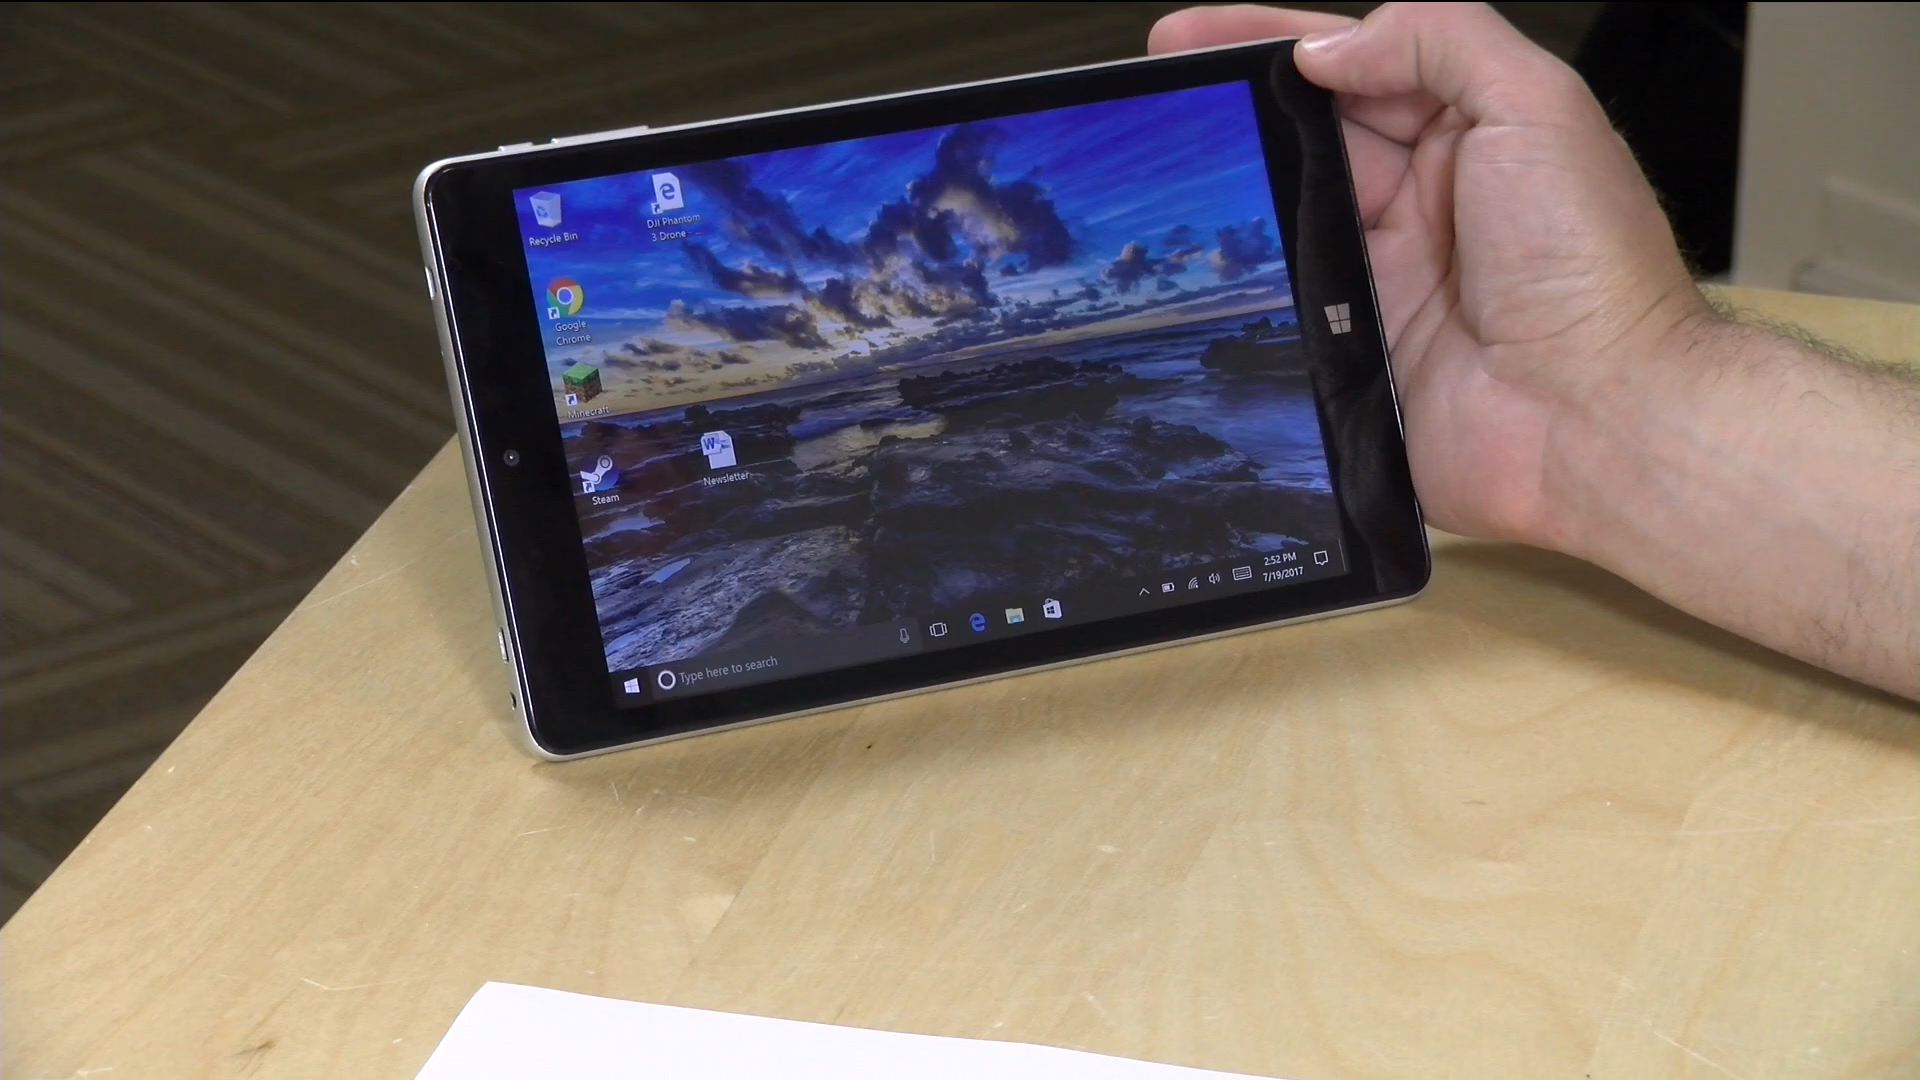 Recycle Bin
DJI Phantom
3 Drone - ...
Google
Chrome
Minecraft
Steam
W
Newsletter
Type here to search
2:52 PM
7/19/2017